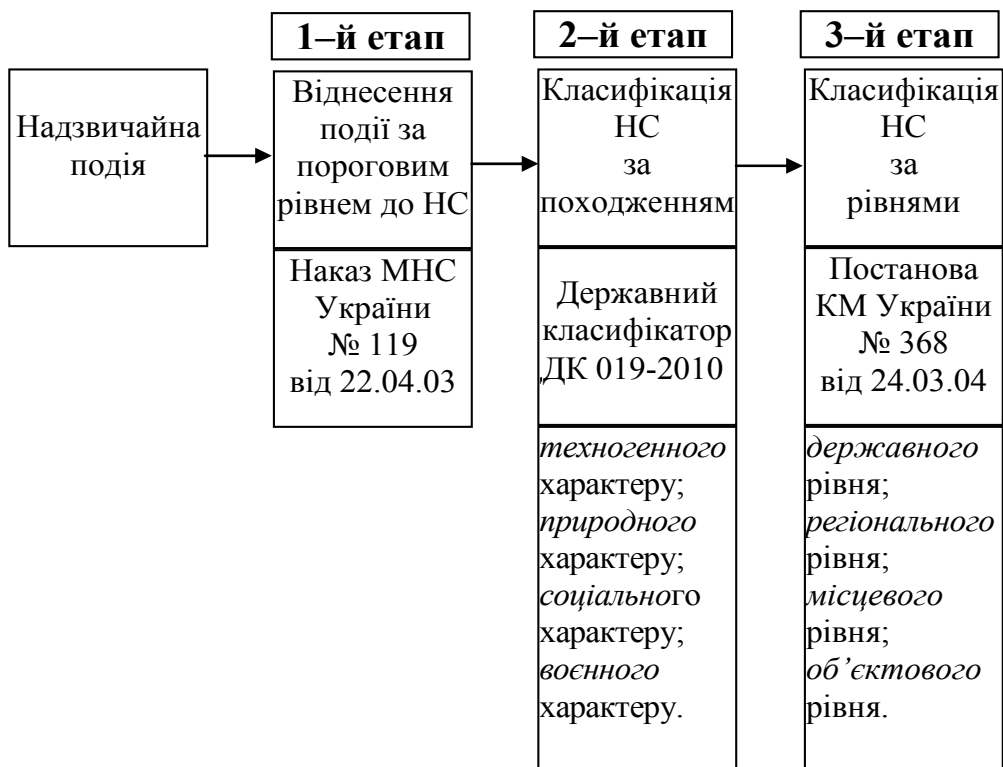 1–й етап
2–й етап
3–й етап
Надзвичайна
подія
Віднесення
події за
пороговим
рівнем до НС
Класифікація
НС
за
походженням
Класифікація
НС
за
рівнями
Наказ МНС
України
№ 119
від 22.04.03
Державний
класифікатор
ДК 019-2010
Постанова
КМ України
№ 368
від 24.03.04
техногенного
характеру;
природного
характеру;
соціального
характеру;
воєнного
характеру.
державного
рівня;
регіонального
рівня;
місцевого
рівня;
об’єктового
рівня.